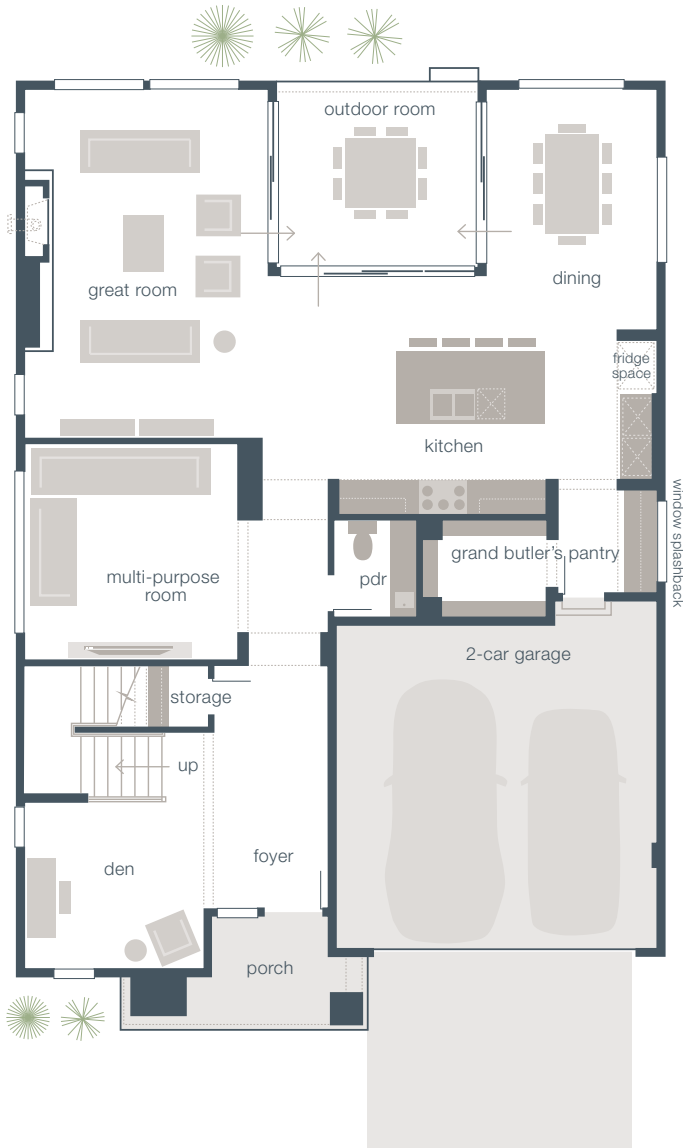 outdoor room
dining
great room
fridge
space
kitchen
window splashback
grand butler's pantry
multi-purpose
room
pdr
2-car garage
storage
up
foyer
den
porch